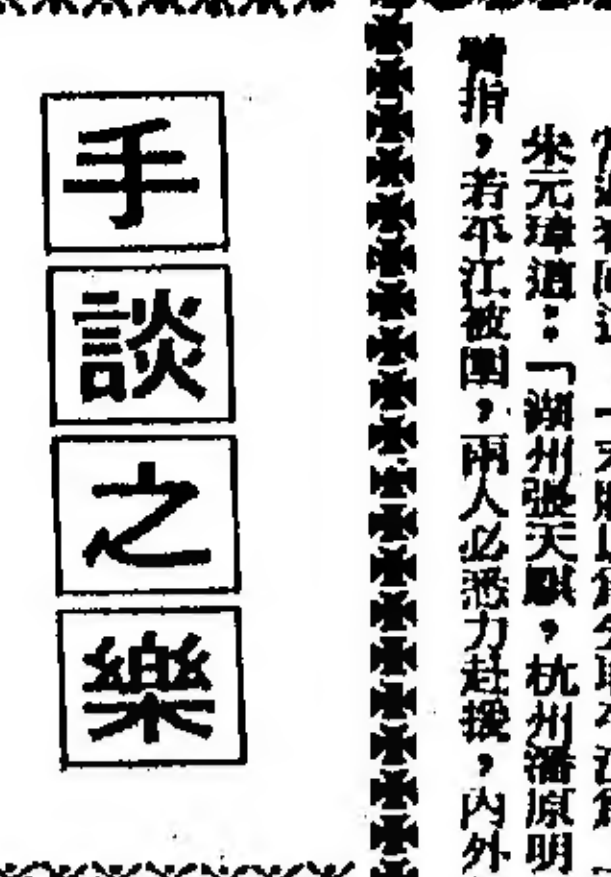 朱元璋道：「湖州張天騏，杭州潘原明
指，若平江被圍，兩人必悉力赴援，內外
手談之樂